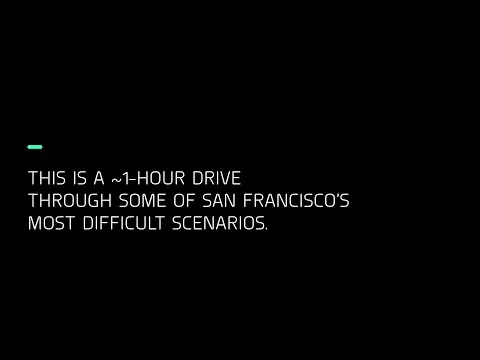 THIS IS A ~1-HOUR DRIVE
THROUGH SOME OF SAN FRANCISCO'S
MOST DIFFICULT SCENARIOS.